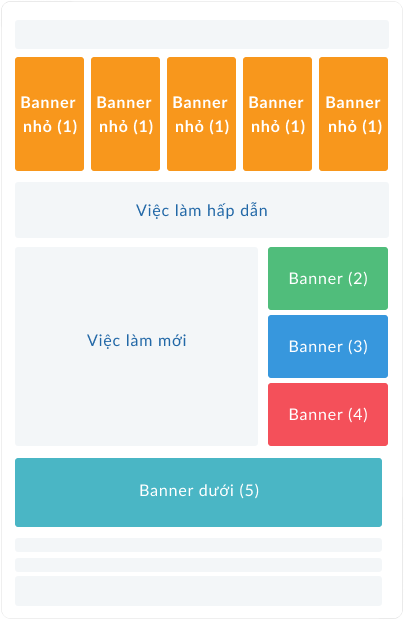 Banner
nhỏ (1)
Banner
nhỏ (1)
Banner
nhỏ (1)
Banner
nhỏ (1)
Banner
nhỏ (1)
Việc làm hấp dẫn
Việc làm mới
Banner (2)
Banner (3)
Banner (4)
Banner dưới (5)